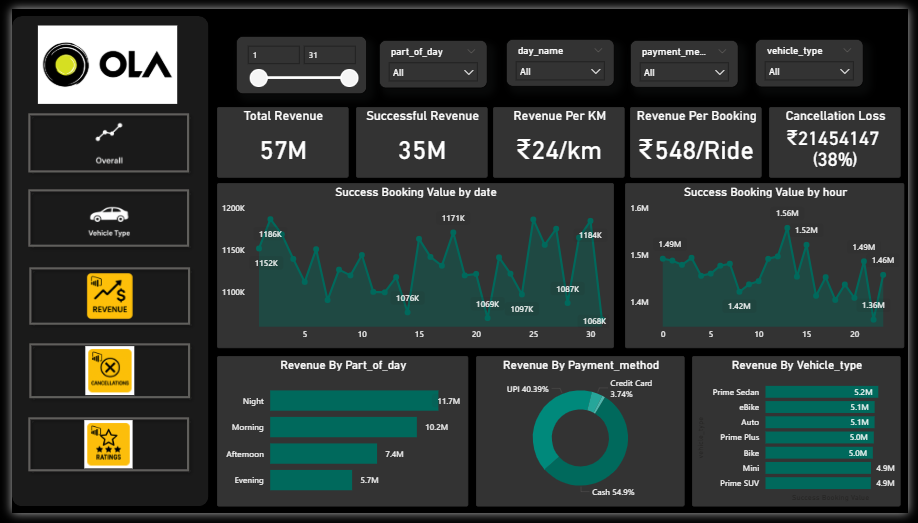 OLA
Overall
Vehicle Type
REVENUE
CANCELLATIONS
RATINGS
1
31
part_of_day
All
day_name
All
payment_me...
All
vehicle_type
All
Total Revenue
57M
Successful Revenue
35M
Revenue Per KM
₹24/km
Revenue Per Booking
₹548/Ride
Cancellation Loss
₹21454147
(38%)
Success Booking Value by date
1200K
1150K
1100K
1186K
1152K
1076K
1171K
1069K
1097K
1087K
1184K
1068K
5
10
15
20
25
30
Success Booking Value by hour
1.6M
1.5M
1.4M
1.49M
1.42M
1.56M
1.52M
1.49M
1.36M
1.46M
0
5
10
15
20
Revenue By Part_of_day
Night 11.7M
Morning 10.2M
Afternoon 7.4M
Evening 5.7M
Revenue By Payment_method
UPI 40.39%
Credit Card
3.74%
Cash 54.9%
Revenue By Vehicle_type
Prime Sedan 5.2M
eBike 5.1M
Auto 5.1M
Prime Plus 5.0M
Bike 5.0M
Mini 4.9M
Prime SUV 4.9M